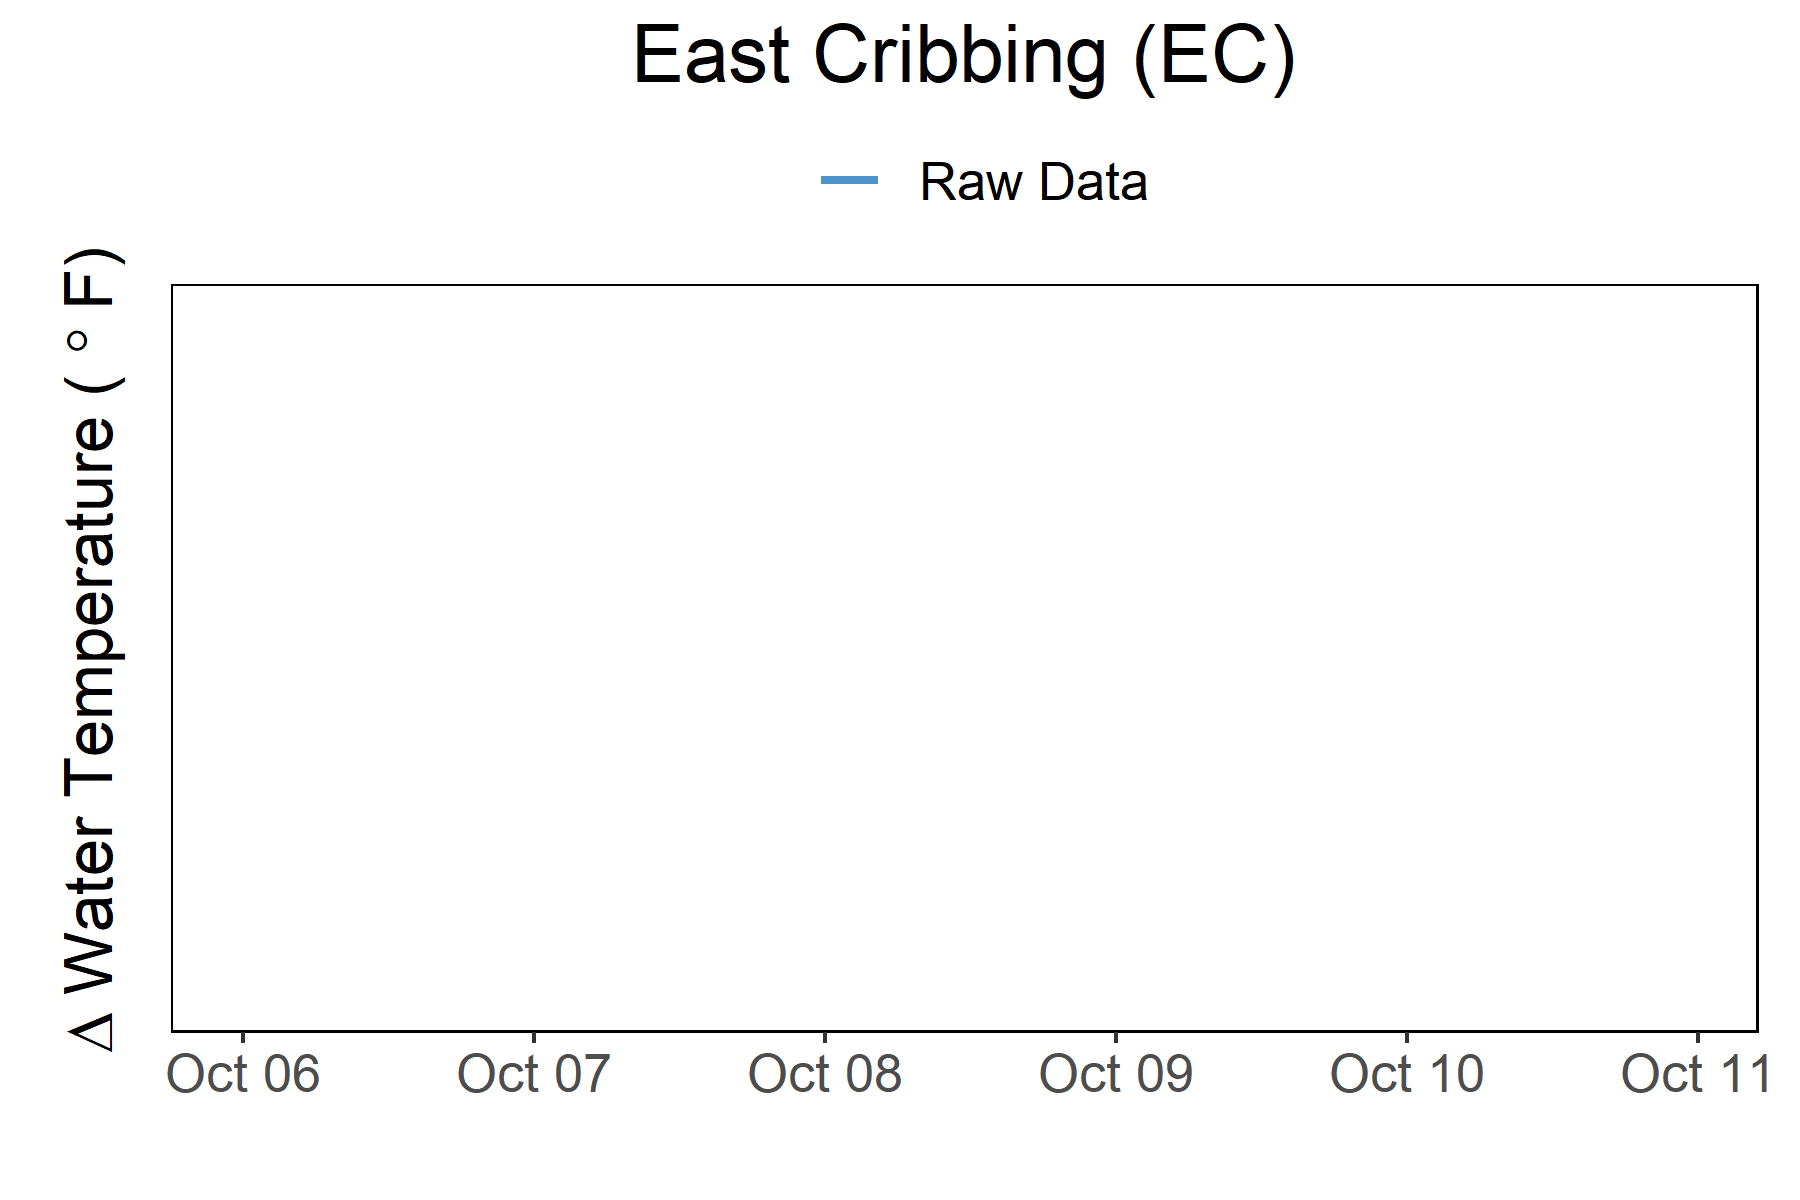 East Cribbing (EC)
Raw Data
Δ Water Temperature ( ° F)
Oct 06 Oct 07 Oct 08 Oct 09 Oct 10 Oct 11